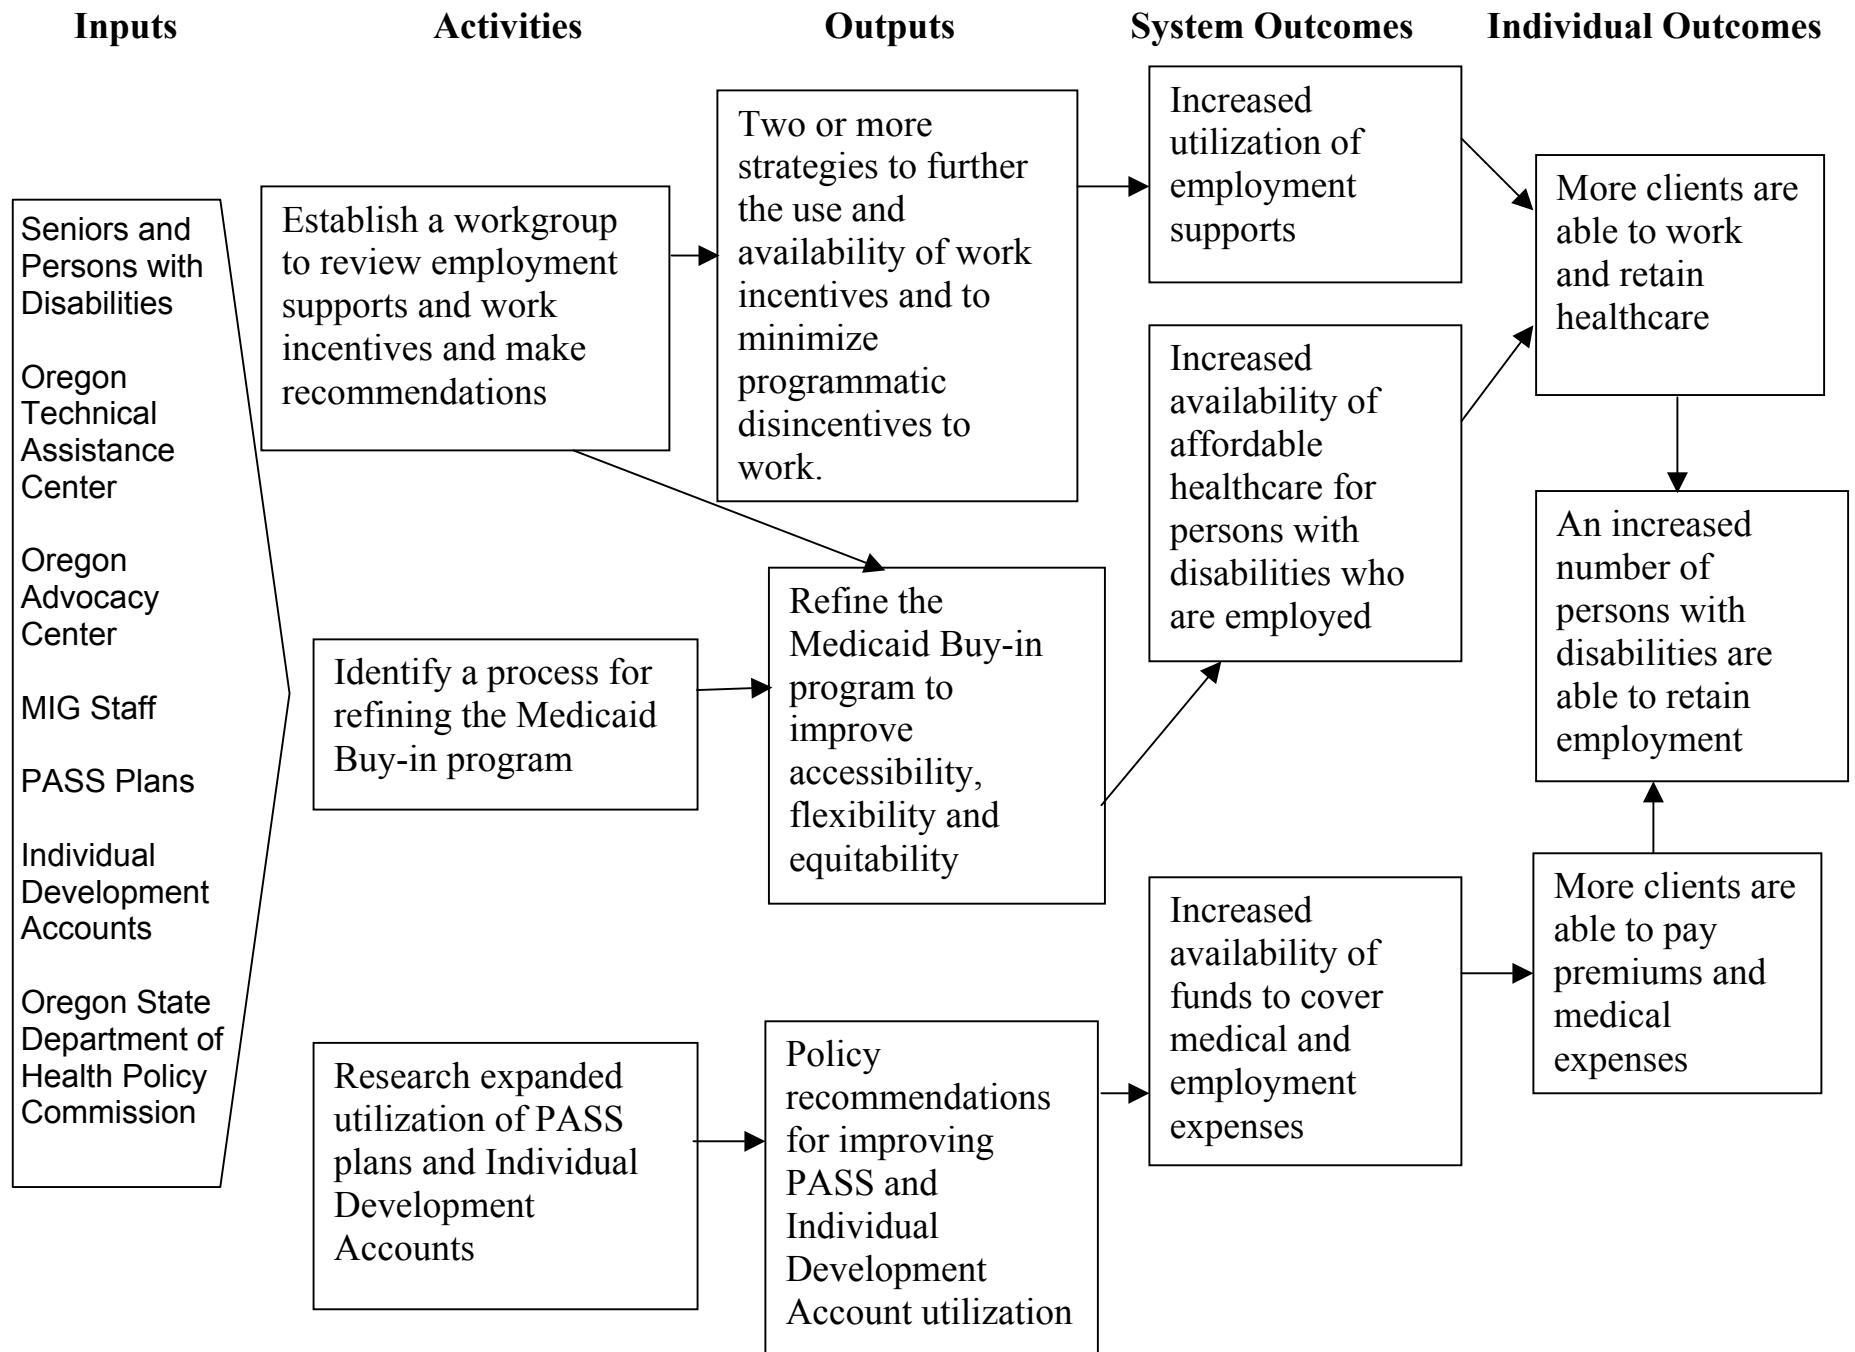 Inputs
Activities
Outputs
System Outcomes
Individual Outcomes
Seniors and
Persons with
Disabilities
Oregon
Technical
Assistance
Center
Oregon
Advocacy
Center
MIG Staff
PASS Plans
Individual
Development
Accounts
Oregon State
Department of
Health Policy
Commission
Establish a workgroup
to review employment
supports and work
incentives and make
recommendations
Identify a process for
refining the Medicaid
Buy-in program
Research expanded
utilization of PASS
plans and Individual
Development
Accounts
Two or more
strategies to further
the use and
availability of work
incentives and to
minimize
programmatic
disincentives to
work.
Refine the
Medicaid Buy-in
program to
improve
accessibility,
flexibility and
equitability
Policy
recommendations
for improving
PASS and
Individual
Development
Account utilization
Increased
utilization of
employment
supports
Increased
availability of
affordable
healthcare for
persons with
disabilities who
are employed
Increased
availability of
funds to cover
medical and
employment
expenses
More clients are
able to work
and retain
healthcare
An increased
number of
persons with
disabilities are
able to retain
employment
More clients are
able to pay
premiums and
medical
expenses